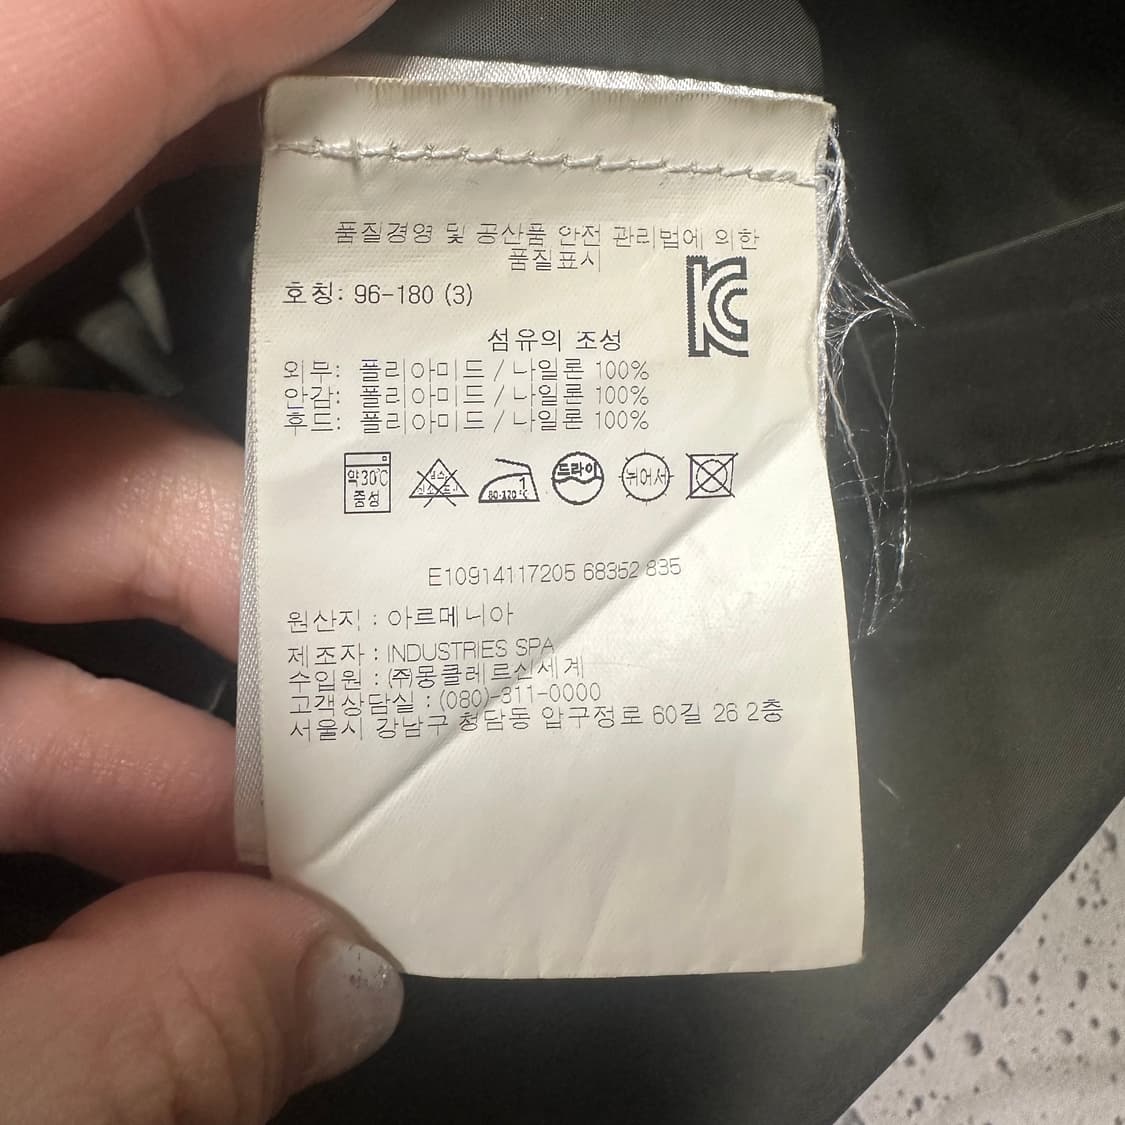 품질경영 및 공산품 안전 관리법에 의한
품질표시
KC
호칭: 96-180 (3)
섬유의 조성
외부: 폴리아미드 / 나일론 100%
안감: 폴리아미드 / 나일론 100%
후드: 폴리아미드 / 나일론 100%
약30℃ 중성
80-120℃ 1
드라이
뉘어서
E10914117205 68352 835
원산지 : 아르메니아
제조자 : INDUSTRIES SPA
수입원 : (주)몽클레르신세계
고객상담실 : (080)-311-0000
서울시 강남구 청담동 압구정로 60길 26 2층